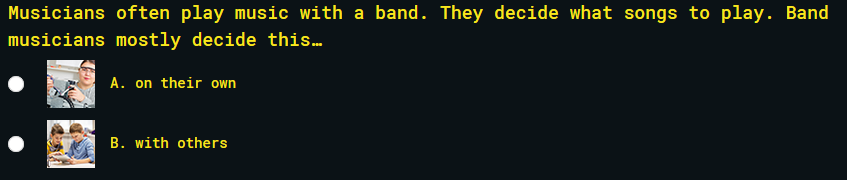 Musicians often play music with a band. They decide what songs to play. Band
musicians mostly decide this…
A. on their own
B. with others